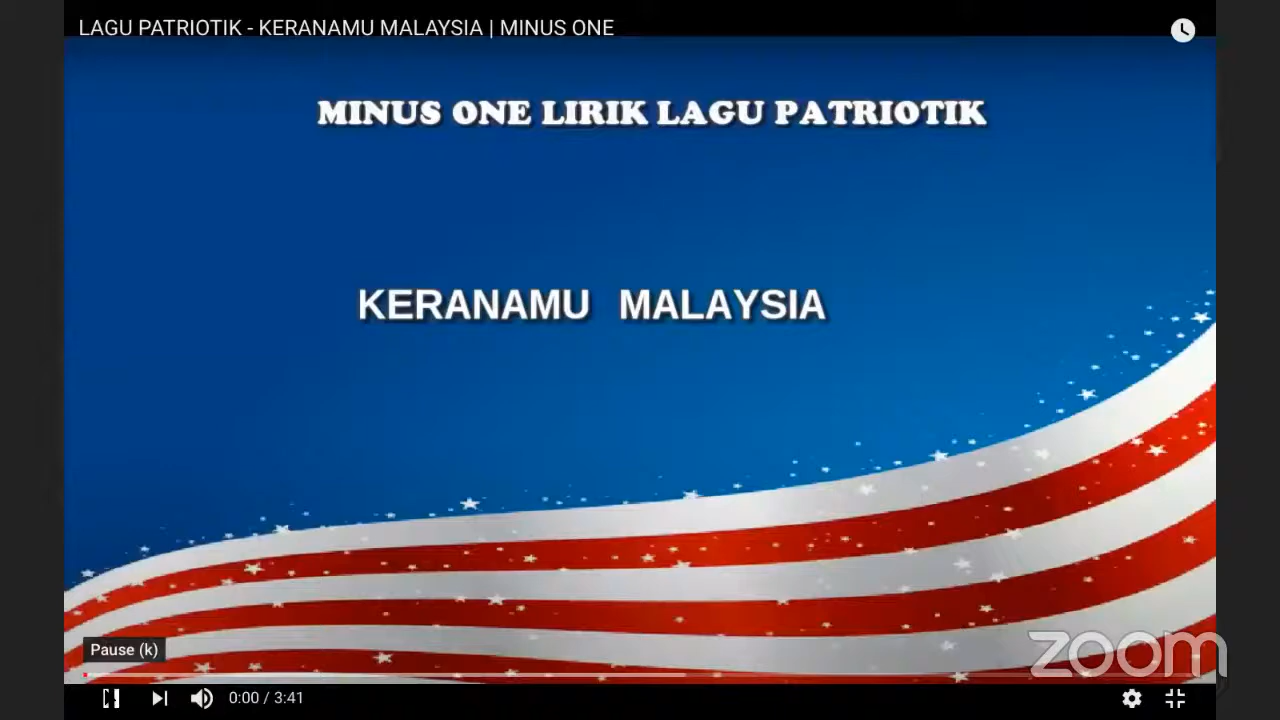 LAGU PATRIOTIK - KERANAMU MALAYSIA | MINUS ONE
MINUS ONE LIRIK LAGU PATRIOTIK
KERANAMU MALAYSIA
Pause (k)
zoom
0:00 / 3:41